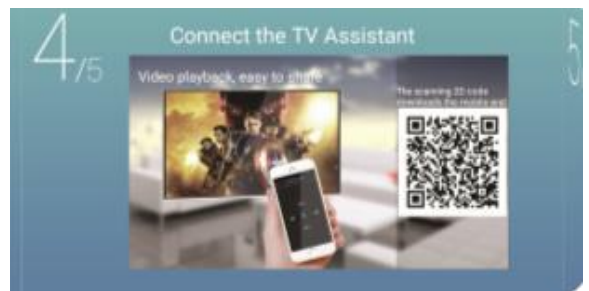 4/5
Connect the TV Assistant
5
Video playback, easy to share
The scanning 2D code
downloads the mobile app